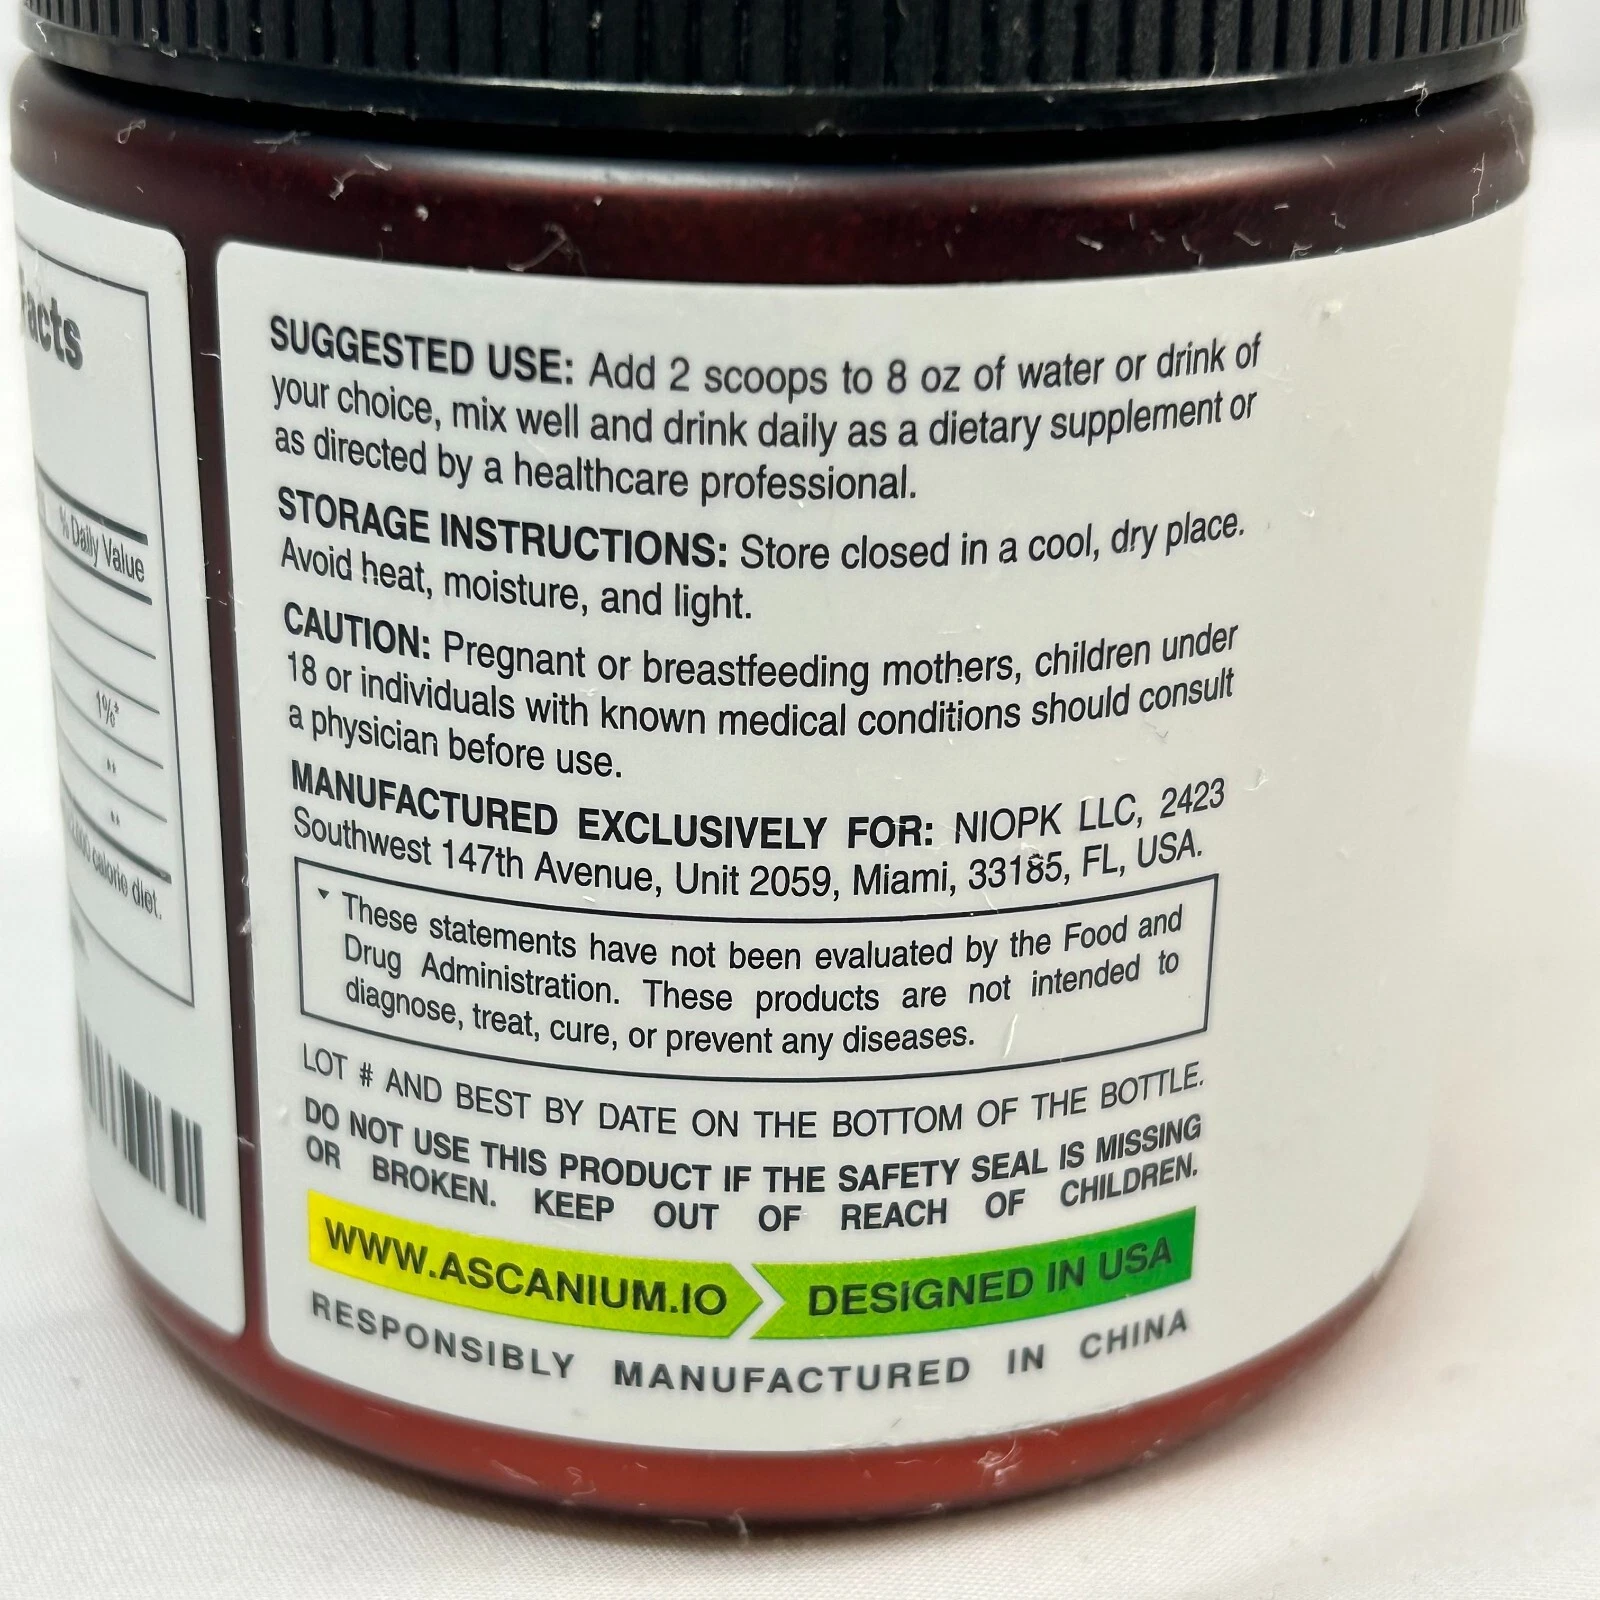 acts
% Daily Value
1%‡
**
**
calorie diet.
SUGGESTED USE: Add 2 scoops to 8 oz of water or drink of
your choice, mix well and drink daily as a dietary supplement or
as directed by a healthcare professional.
STORAGE INSTRUCTIONS: Store closed in a cool, dry place.
Avoid heat, moisture, and light.
CAUTION: Pregnant or breastfeeding mothers, children under
18 or individuals with known medical conditions should consult
a physician before use.
MANUFACTURED EXCLUSIVELY FOR: NIOPK LLC, 2423
Southwest 147th Avenue, Unit 2059, Miami, 33185, FL, USA.
▼ These statements have not been evaluated by the Food and
Drug Administration. These products are not intended to
diagnose, treat, cure, or prevent any diseases.
LOT # AND BEST BY DATE ON THE BOTTOM OF THE BOTTLE.
DO NOT USE THIS PRODUCT IF THE SAFETY SEAL IS MISSING
OR BROKEN. KEEP OUT OF REACH OF CHILDREN.
WWW.ASCANIUM.IO DESIGNED IN USA
RESPONSIBLY MANUFACTURED IN CHINA